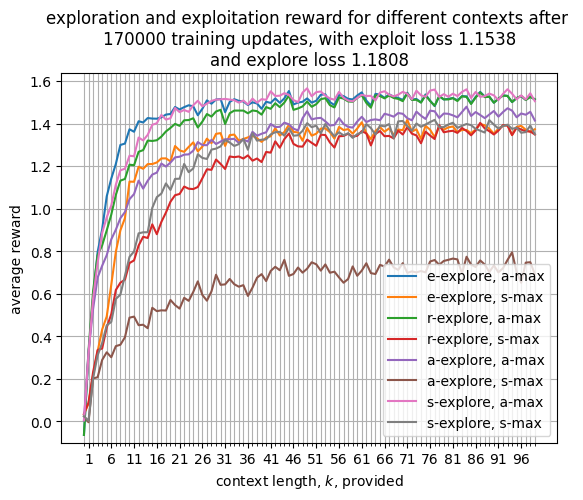 exploration and exploitation reward for different contexts after
170000 training updates, with exploit loss 1.1538
and explore loss 1.1808
average reward
1.6
1.4
1.2
1.0
0.8
0.6
0.4
0.2
0.0
e-explore, a-max
e-explore, s-max
r-explore, a-max
r-explore, s-max
a-explore, a-max
a-explore, s-max
s-explore, a-max
s-explore, s-max
1 6 11 16 21 26 31 36 41 46 51 56 61 66 71 76 81 86 91 96
context length, k, provided